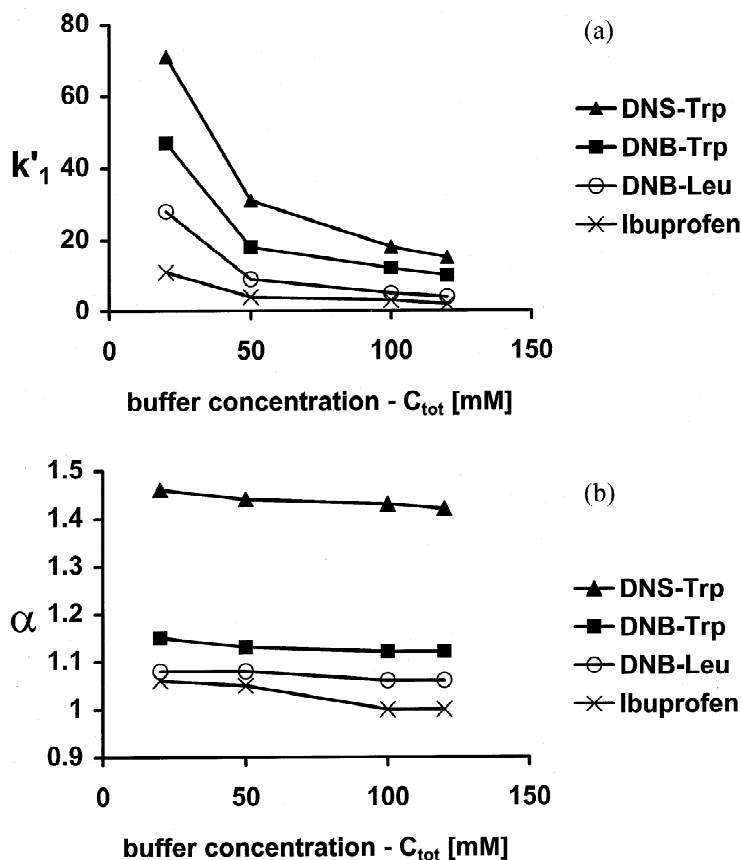 80
(a)
60
DNS-Trp
DNB-Trp
k'₁
40
DNB-Leu
Ibuprofen
20
0
0
50
100
150
buffer concentration - Cₜₒₜ [mM]
1.5
(b)
1.4
1.3
DNS-Trp
1.2
α
DNB-Trp
1.1
DNB-Leu
1
Ibuprofen
0.9
0
50
100
150
buffer concentration - Cₜₒₜ [mM]